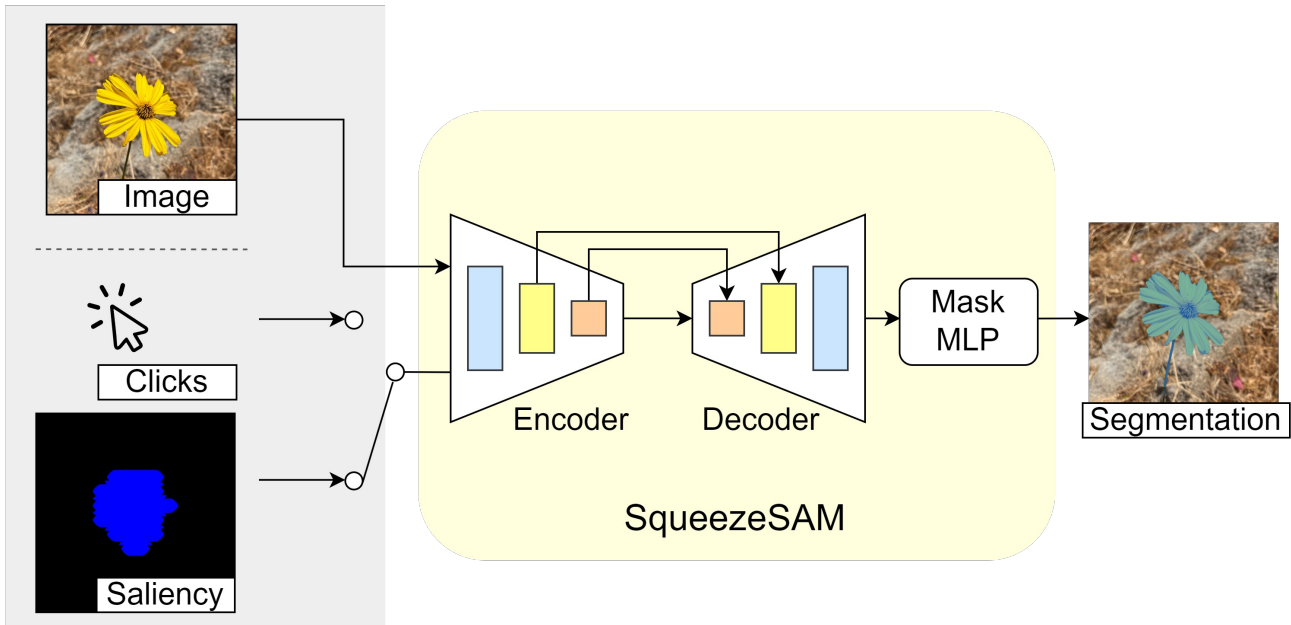 Image
Clicks
Saliency
Encoder
Decoder
Mask
MLP
SqueezeSAM
Segmentation